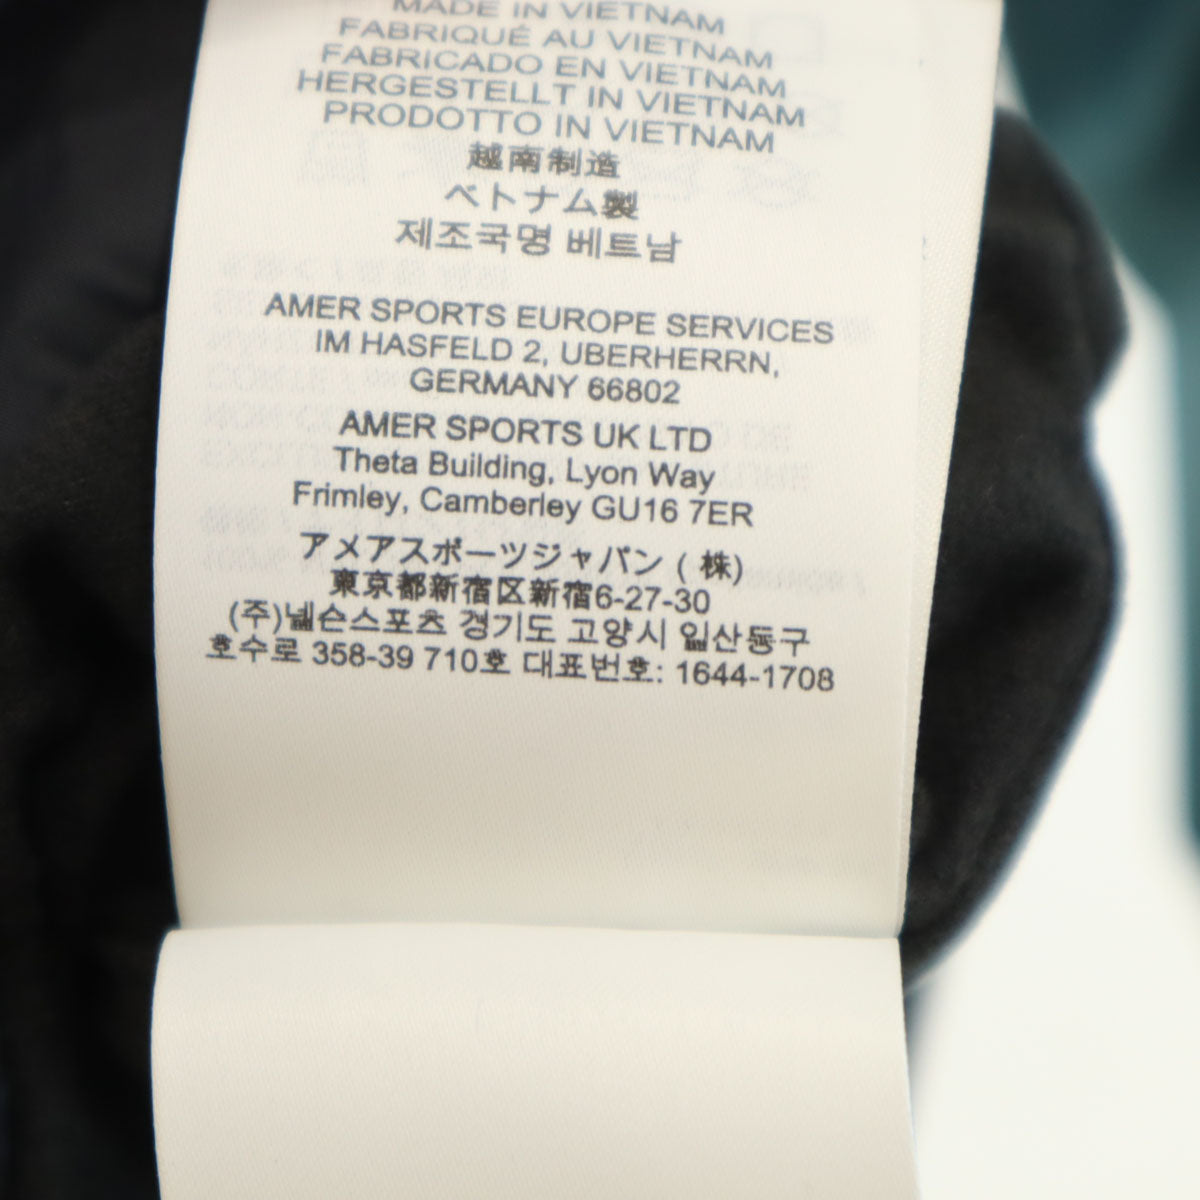 MADE IN VIETNAM
FABRIQUÉ AU VIETNAM
FABRICADO EN VIETNAM
HERGESTELLT IN VIETNAM
PRODOTTO IN VIETNAM
越南制造
ベトナム製
제조국명 베트남
AMER SPORTS EUROPE SERVICES
IM HASFELD 2, UBERHERRN,
GERMANY 66802
AMER SPORTS UK LTD
Theta Building, Lyon Way
Frimley, Camberley GU16 7ER
アメアスポーツジャパン ( 株)
東京都新宿区新宿6-27-30
(주)넬슨스포츠 경기도 고양시 일산동구
호수로 358-39 710호 대표번호: 1644-1708